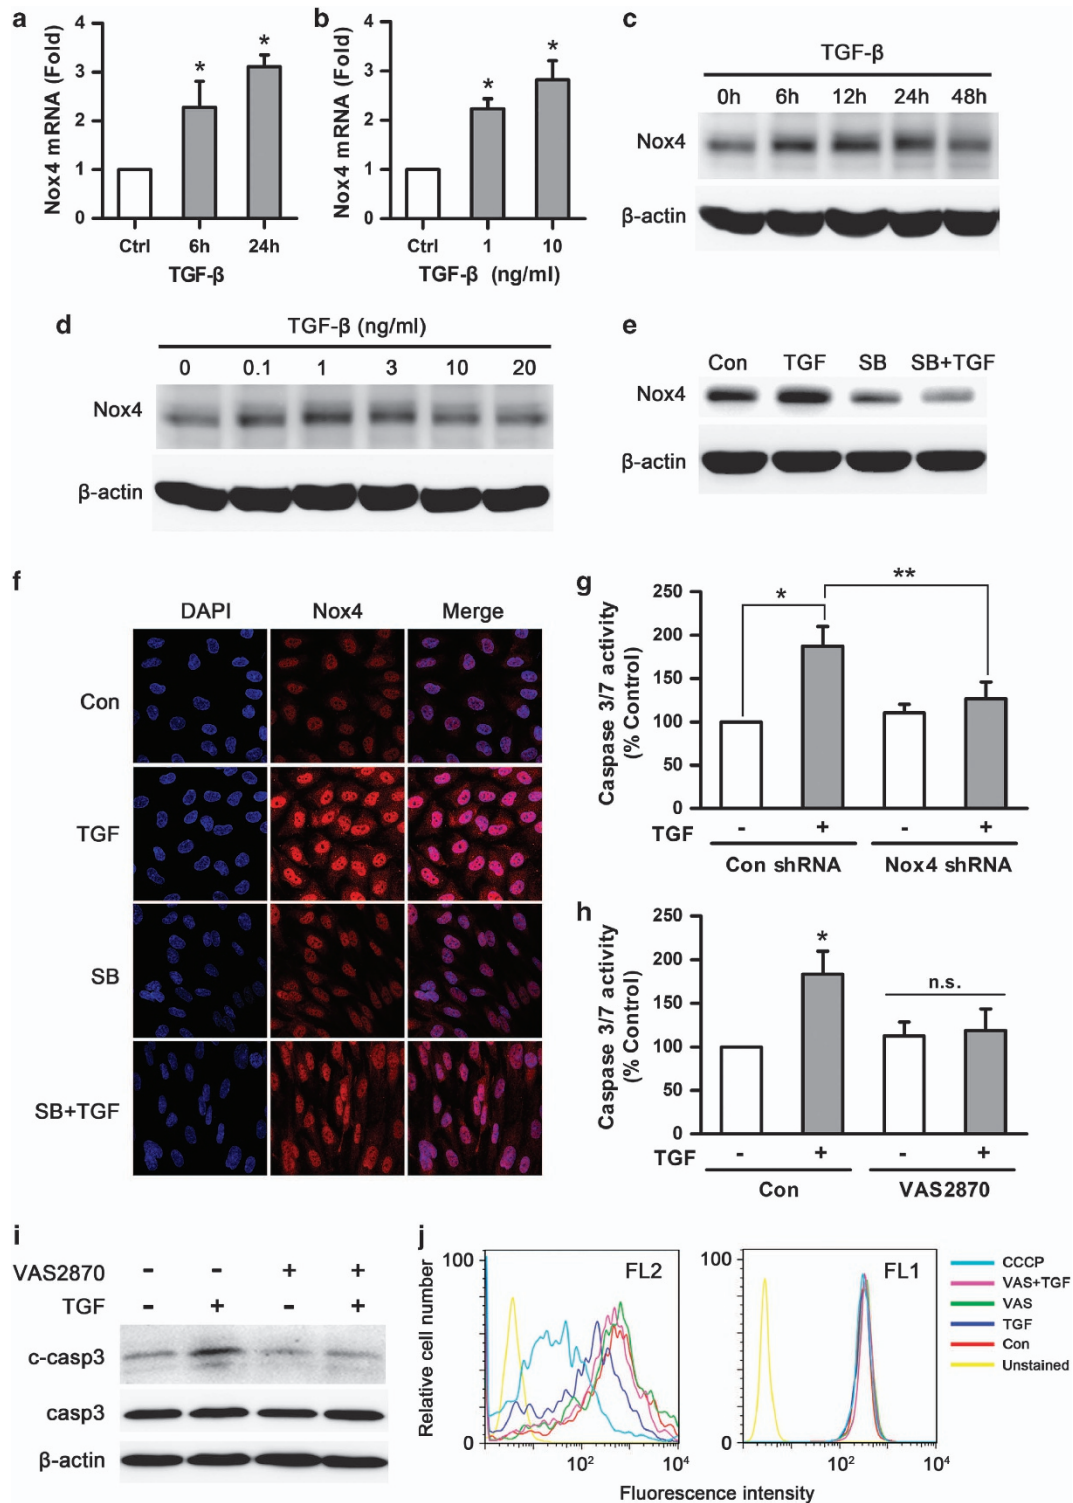 a
Nox4 mRNA (Fold)
4
3
2
1
0
*
*
Ctrl 6h 24h
TGF-β
b
Nox4 mRNA (Fold)
4
3
2
1
0
*
*
Ctrl 1 10
TGF-β (ng/ml)
c
TGF-β
0h 6h 12h 24h 48h
Nox4
β-actin
d
TGF-β (ng/ml)
0 0.1 1 3 10 20
Nox4
β-actin
e
Con TGF SB SB+TGF
Nox4
β-actin
f
DAPI Nox4 Merge
Con
TGF
SB
SB+TGF
g
Caspase 3/7 activity
(% Control)
250
200
150
100
50
0
*
**
TGF - + - +
Con shRNA Nox4 shRNA
h
Caspase 3/7 activity
(% Control)
250
200
150
100
50
0
*
n.s.
TGF - + - +
Con VAS2870
i
VAS2870 - - + +
TGF - + - +
c-casp3
casp3
β-actin
j
Relative cell number
100
0
FL2
10² 10⁴
100
0
FL1
10² 10⁴
Fluorescence intensity
CCCP
VAS+TGF
VAS
TGF
Con
Unstained